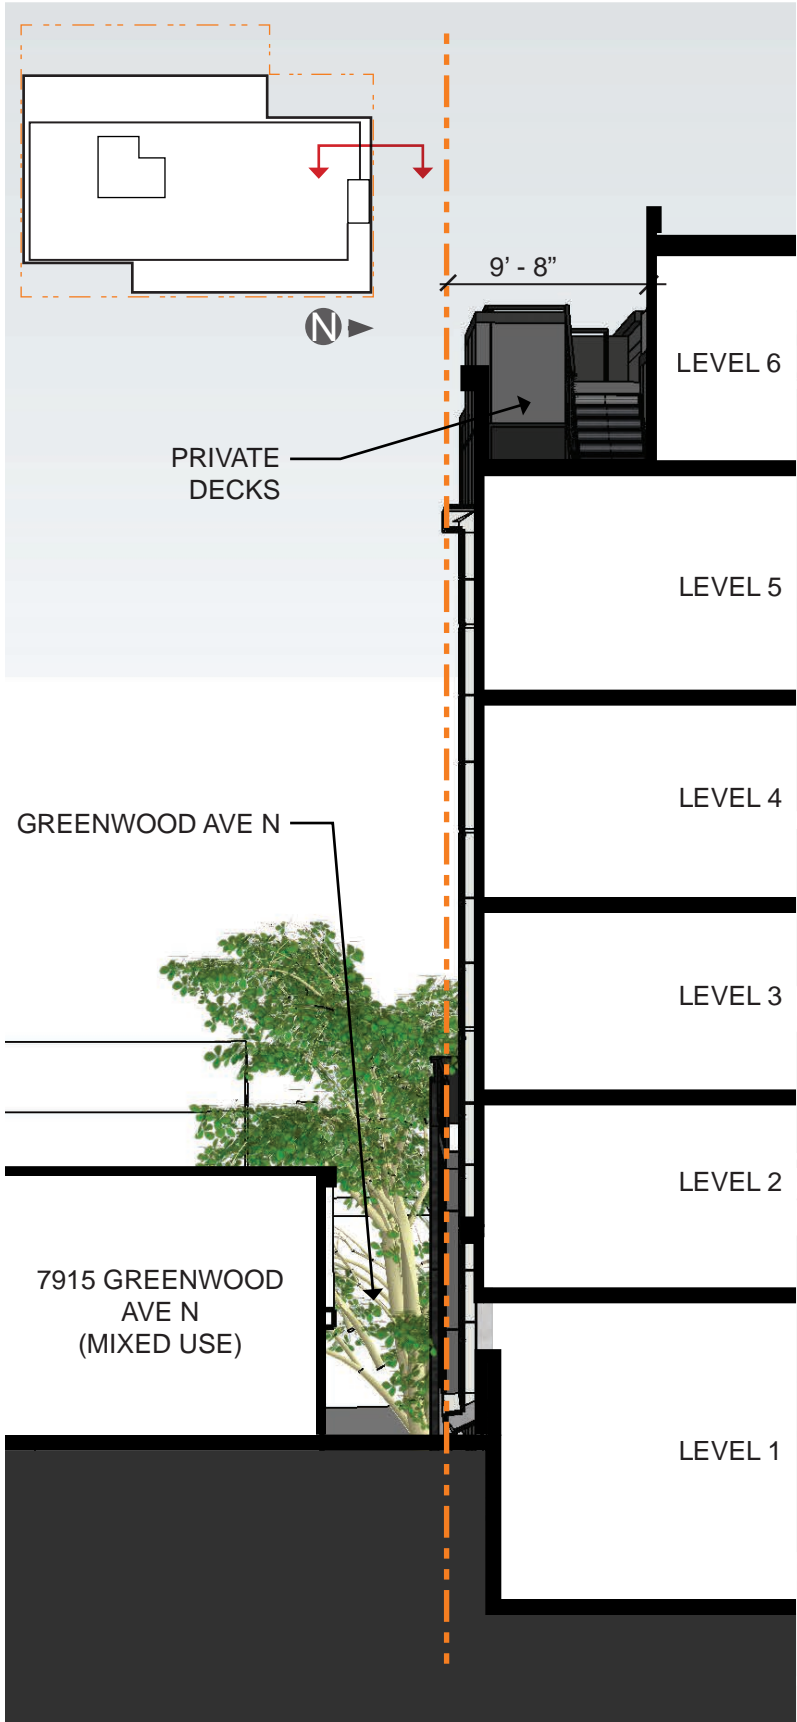 9’ - 8”
N
LEVEL 6
PRIVATE
DECKS
LEVEL 5
LEVEL 4
GREENWOOD AVE N
LEVEL 3
LEVEL 2
7915 GREENWOOD
AVE N
(MIXED USE)
LEVEL 1